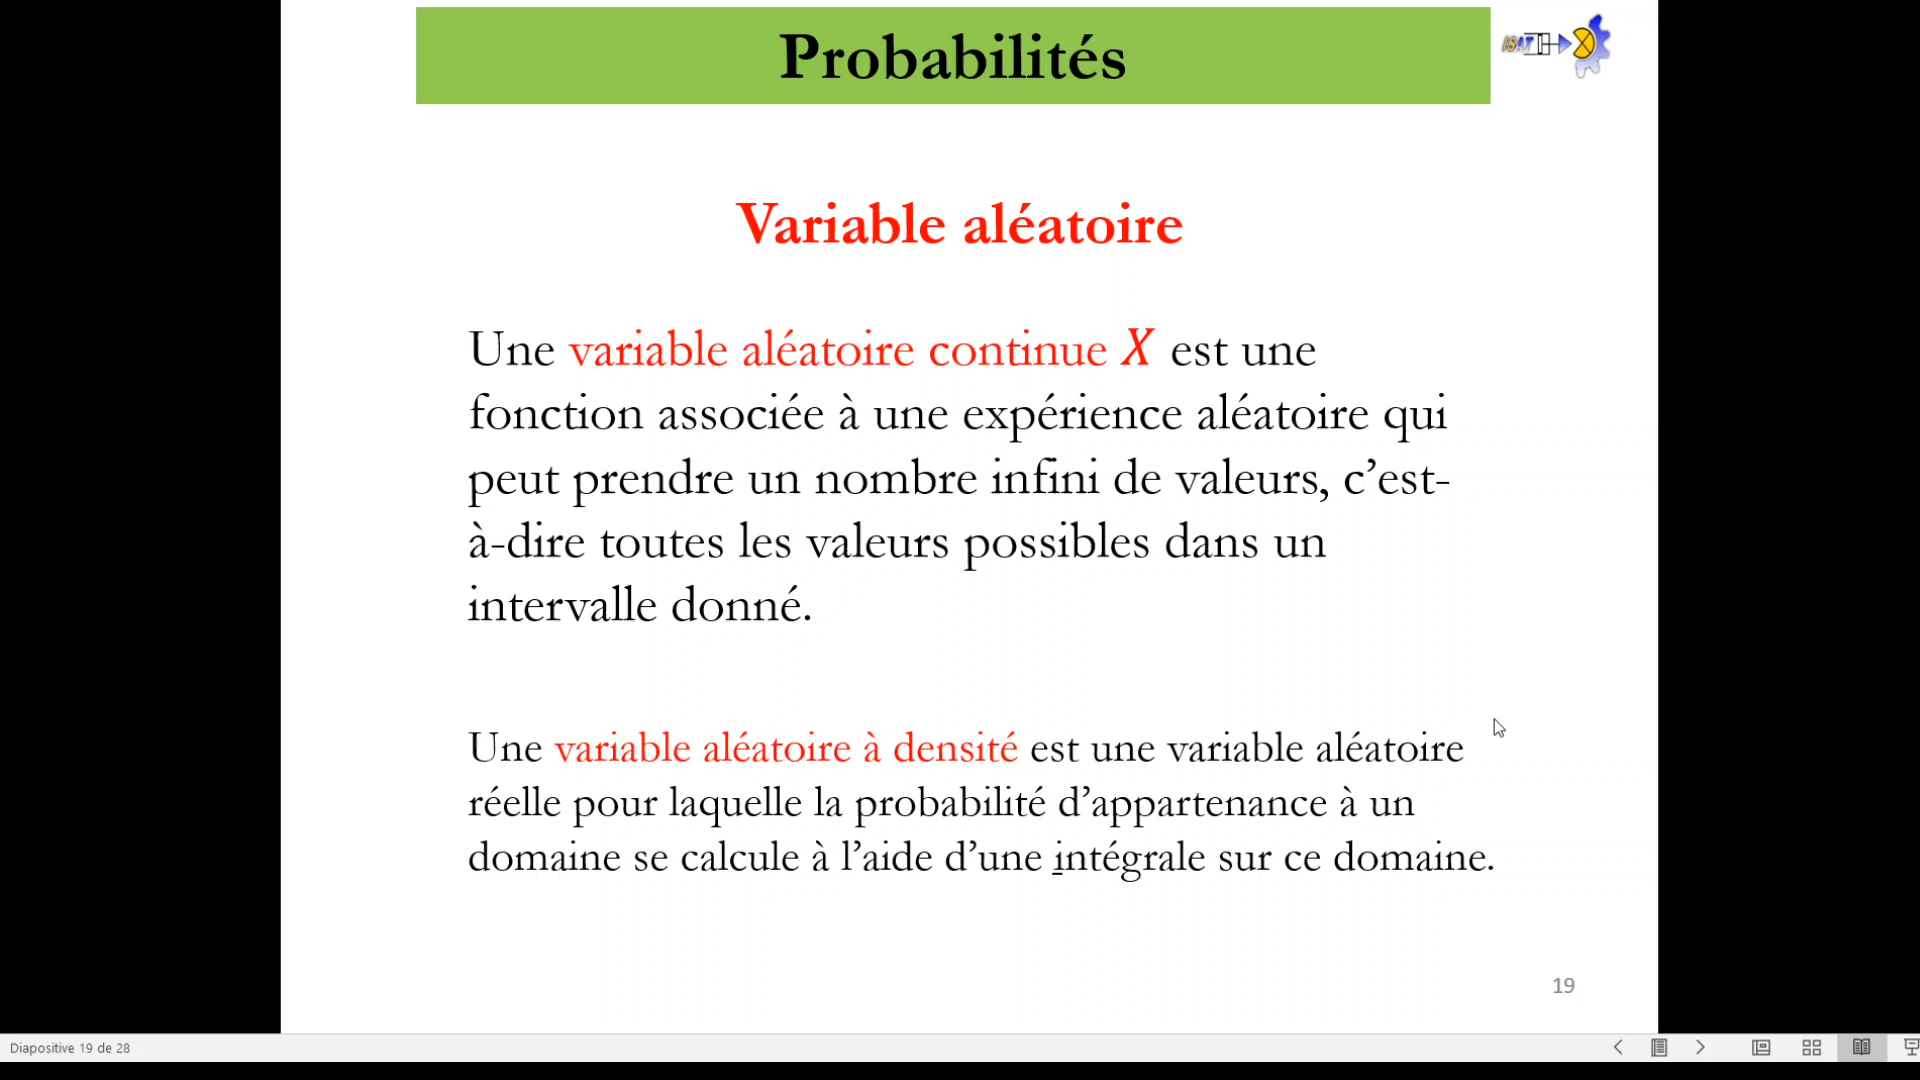 Probabilités
ISAT
Variable aléatoire
Une variable aléatoire continue X est une
fonction associée à une expérience aléatoire qui
peut prendre un nombre infini de valeurs, c’est-
à-dire toutes les valeurs possibles dans un
intervalle donné.
Une variable aléatoire à densité est une variable aléatoire
réelle pour laquelle la probabilité d’appartenance à un
domaine se calcule à l’aide d’une intégrale sur ce domaine.
19
Diapositive 19 de 28